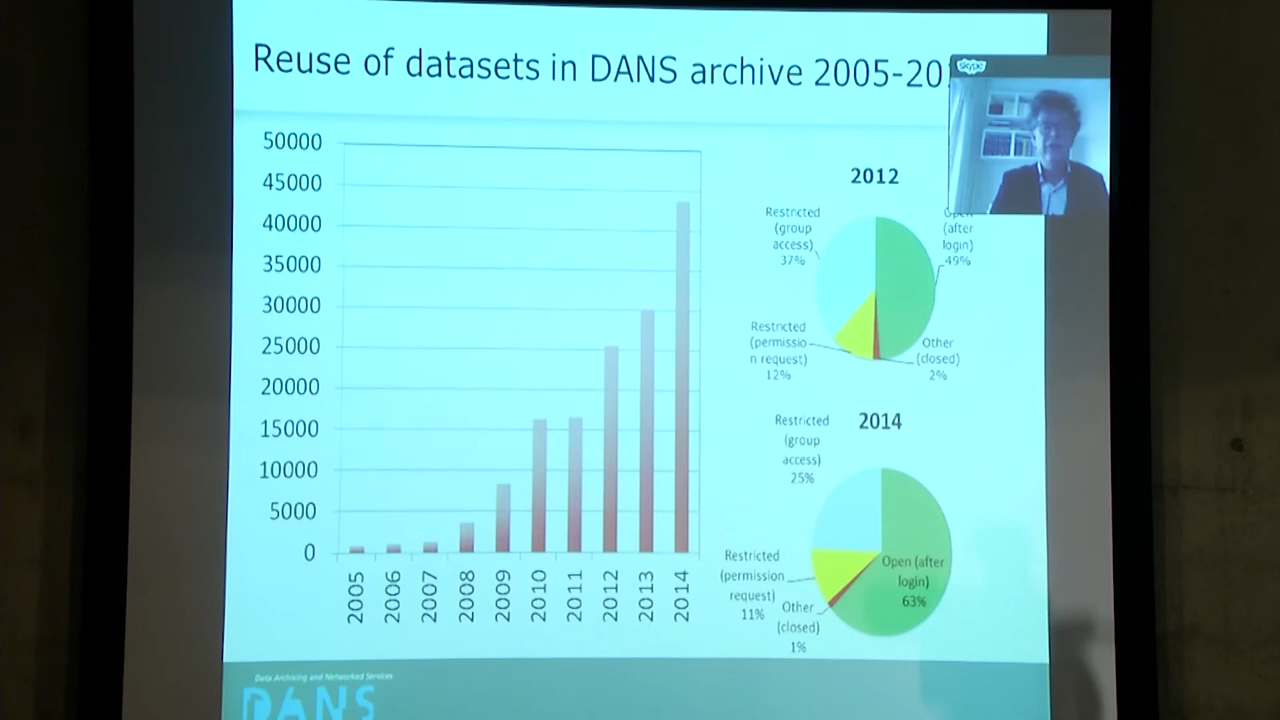 Reuse of datasets in DANS archive 2005-20
skype
50000
45000
40000
35000
30000
25000
20000
15000
10000
5000
0
2005
2006
2007
2008
2009
2010
2011
2012
2013
2014
2012
Restricted
(group
access)
37%
Open
(after
login)
49%
Restricted
(permissio
n request)
12%
Other
(closed)
2%
2014
Restricted
(group
access)
25%
Restricted
(permission
request)
11%
Other
(closed)
1%
Open (after
login)
63%
Data Archiving and Networked Services
DANS